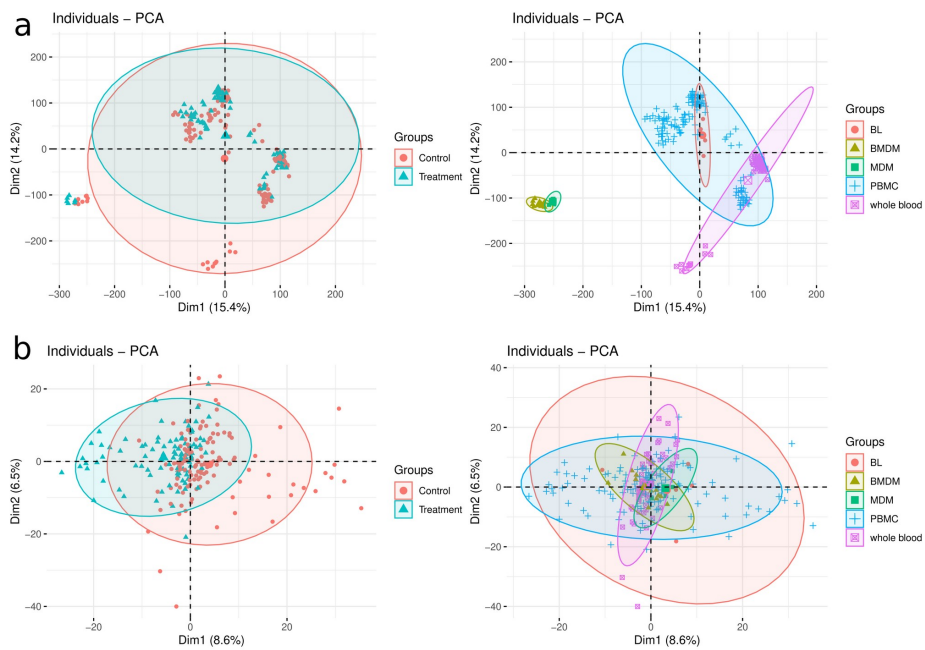 a
Individuals – PCA
Individuals – PCA
200
100
0
−100
−200
Dim2 (14.2%)
−300
−200
−100
0
100
200
Dim1 (15.4%)
Groups
Control
Treatment
200
100
0
−100
−200
Dim2 (14.2%)
−300
−200
−100
0
100
200
Dim1 (15.4%)
Groups
BL
BMDM
MDM
PBMC
whole blood
b
Individuals – PCA
Individuals – PCA
20
0
−20
−40
Dim2 (6.5%)
−20
0
20
Dim1 (8.6%)
Groups
Control
Treatment
40
20
0
−20
−40
Dim2 (6.5%)
−20
0
20
Dim1 (8.6%)
Groups
BL
BMDM
MDM
PBMC
whole blood